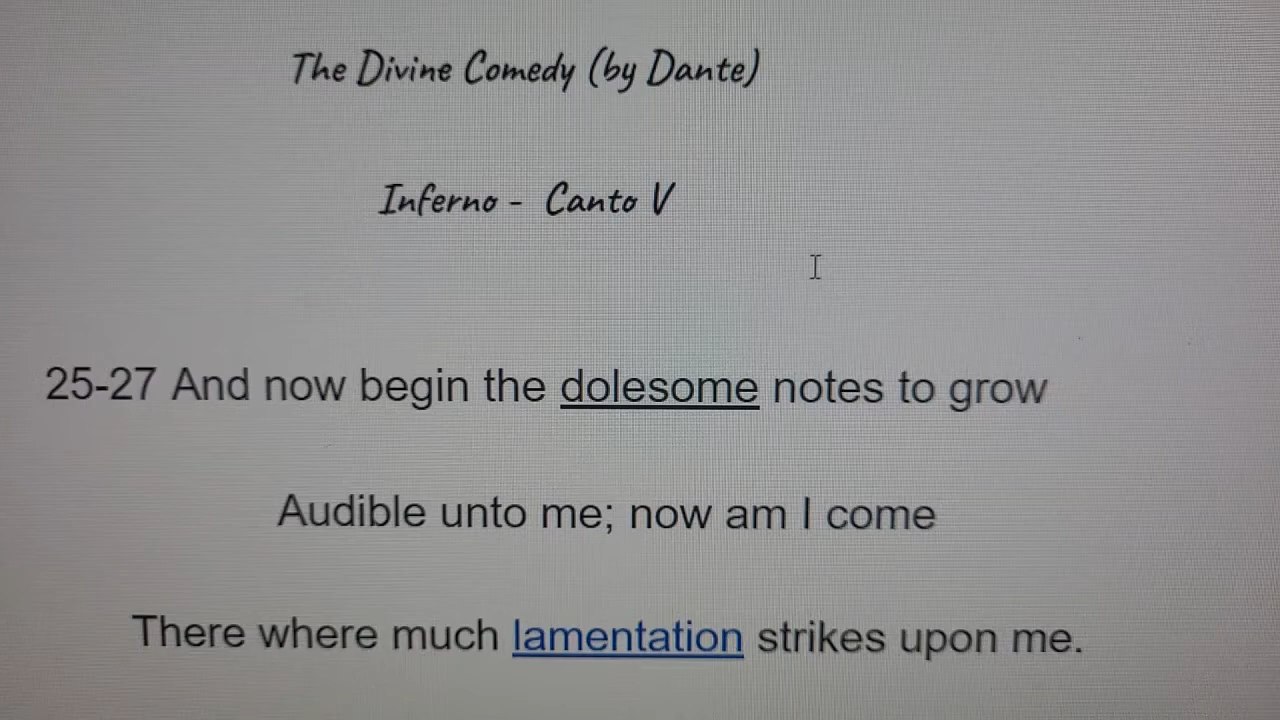 The Divine Comedy (by Dante)
Inferno - Canto V
25-27 And now begin the dolesome notes to grow
Audible unto me; now am I come
There where much lamentation strikes upon me.